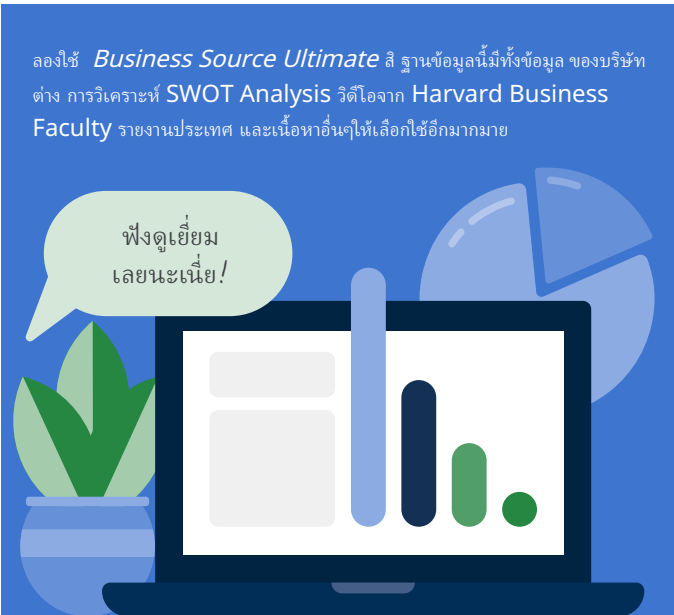 ลองใช้ Business Source Ultimate สิ ฐานข้อมูลนี้มีทั้งข้อมูล ของบริษัท
ต่าง การวิเคราะห์ SWOT Analysis วิดีโอจาก Harvard Business
Faculty รายงานประเทศ และเนื้อหาอื่นๆให้เลือกใช้อีกมากมาย
ฟังดูเยี่ยม
เลยนะเนี่ย!